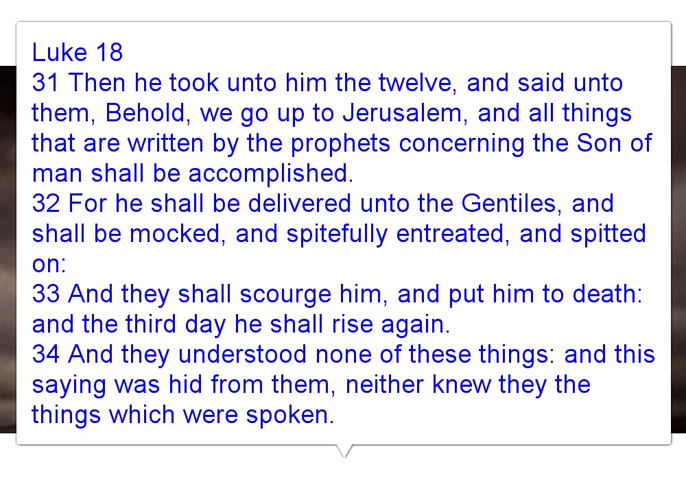 Luke 18
31 Then he took unto him the twelve, and said unto
them, Behold, we go up to Jerusalem, and all things
that are written by the prophets concerning the Son of
man shall be accomplished.
32 For he shall be delivered unto the Gentiles, and
shall be mocked, and spitefully entreated, and spitted
on:
33 And they shall scourge him, and put him to death:
and the third day he shall rise again.
34 And they understood none of these things: and this
saying was hid from them, neither knew they the
things which were spoken.